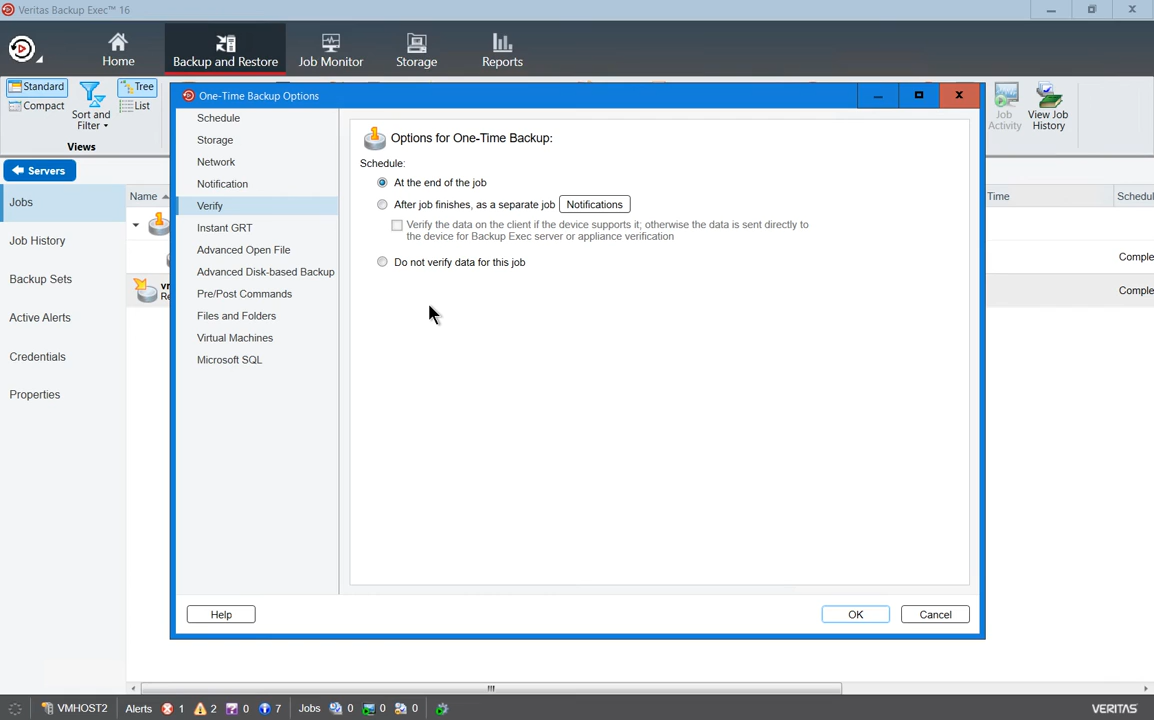 Veritas Backup Exec™ 16
Home
Backup and Restore
Job Monitor
Storage
Reports
Standard
Compact
Sort and
Filter
Tree
List
Views
Job
Activity
View Job
History
Servers
Jobs
Job History
Backup Sets
Active Alerts
Credentials
Properties
Name
Time
Schedul
Comple
Comple
One-Time Backup Options
Schedule
Storage
Network
Notification
Verify
Instant GRT
Advanced Open File
Advanced Disk-based Backup
Pre/Post Commands
Files and Folders
Virtual Machines
Microsoft SQL
Options for One-Time Backup:
Schedule:
At the end of the job
After job finishes, as a separate job Notifications
Verify the data on the client if the device supports it; otherwise the data is sent directly to
the device for Backup Exec server or appliance verification
Do not verify data for this job
Help
OK
Cancel
VMHOST2 Alerts 1 2 0 7 Jobs 0 0 0
VERITAS